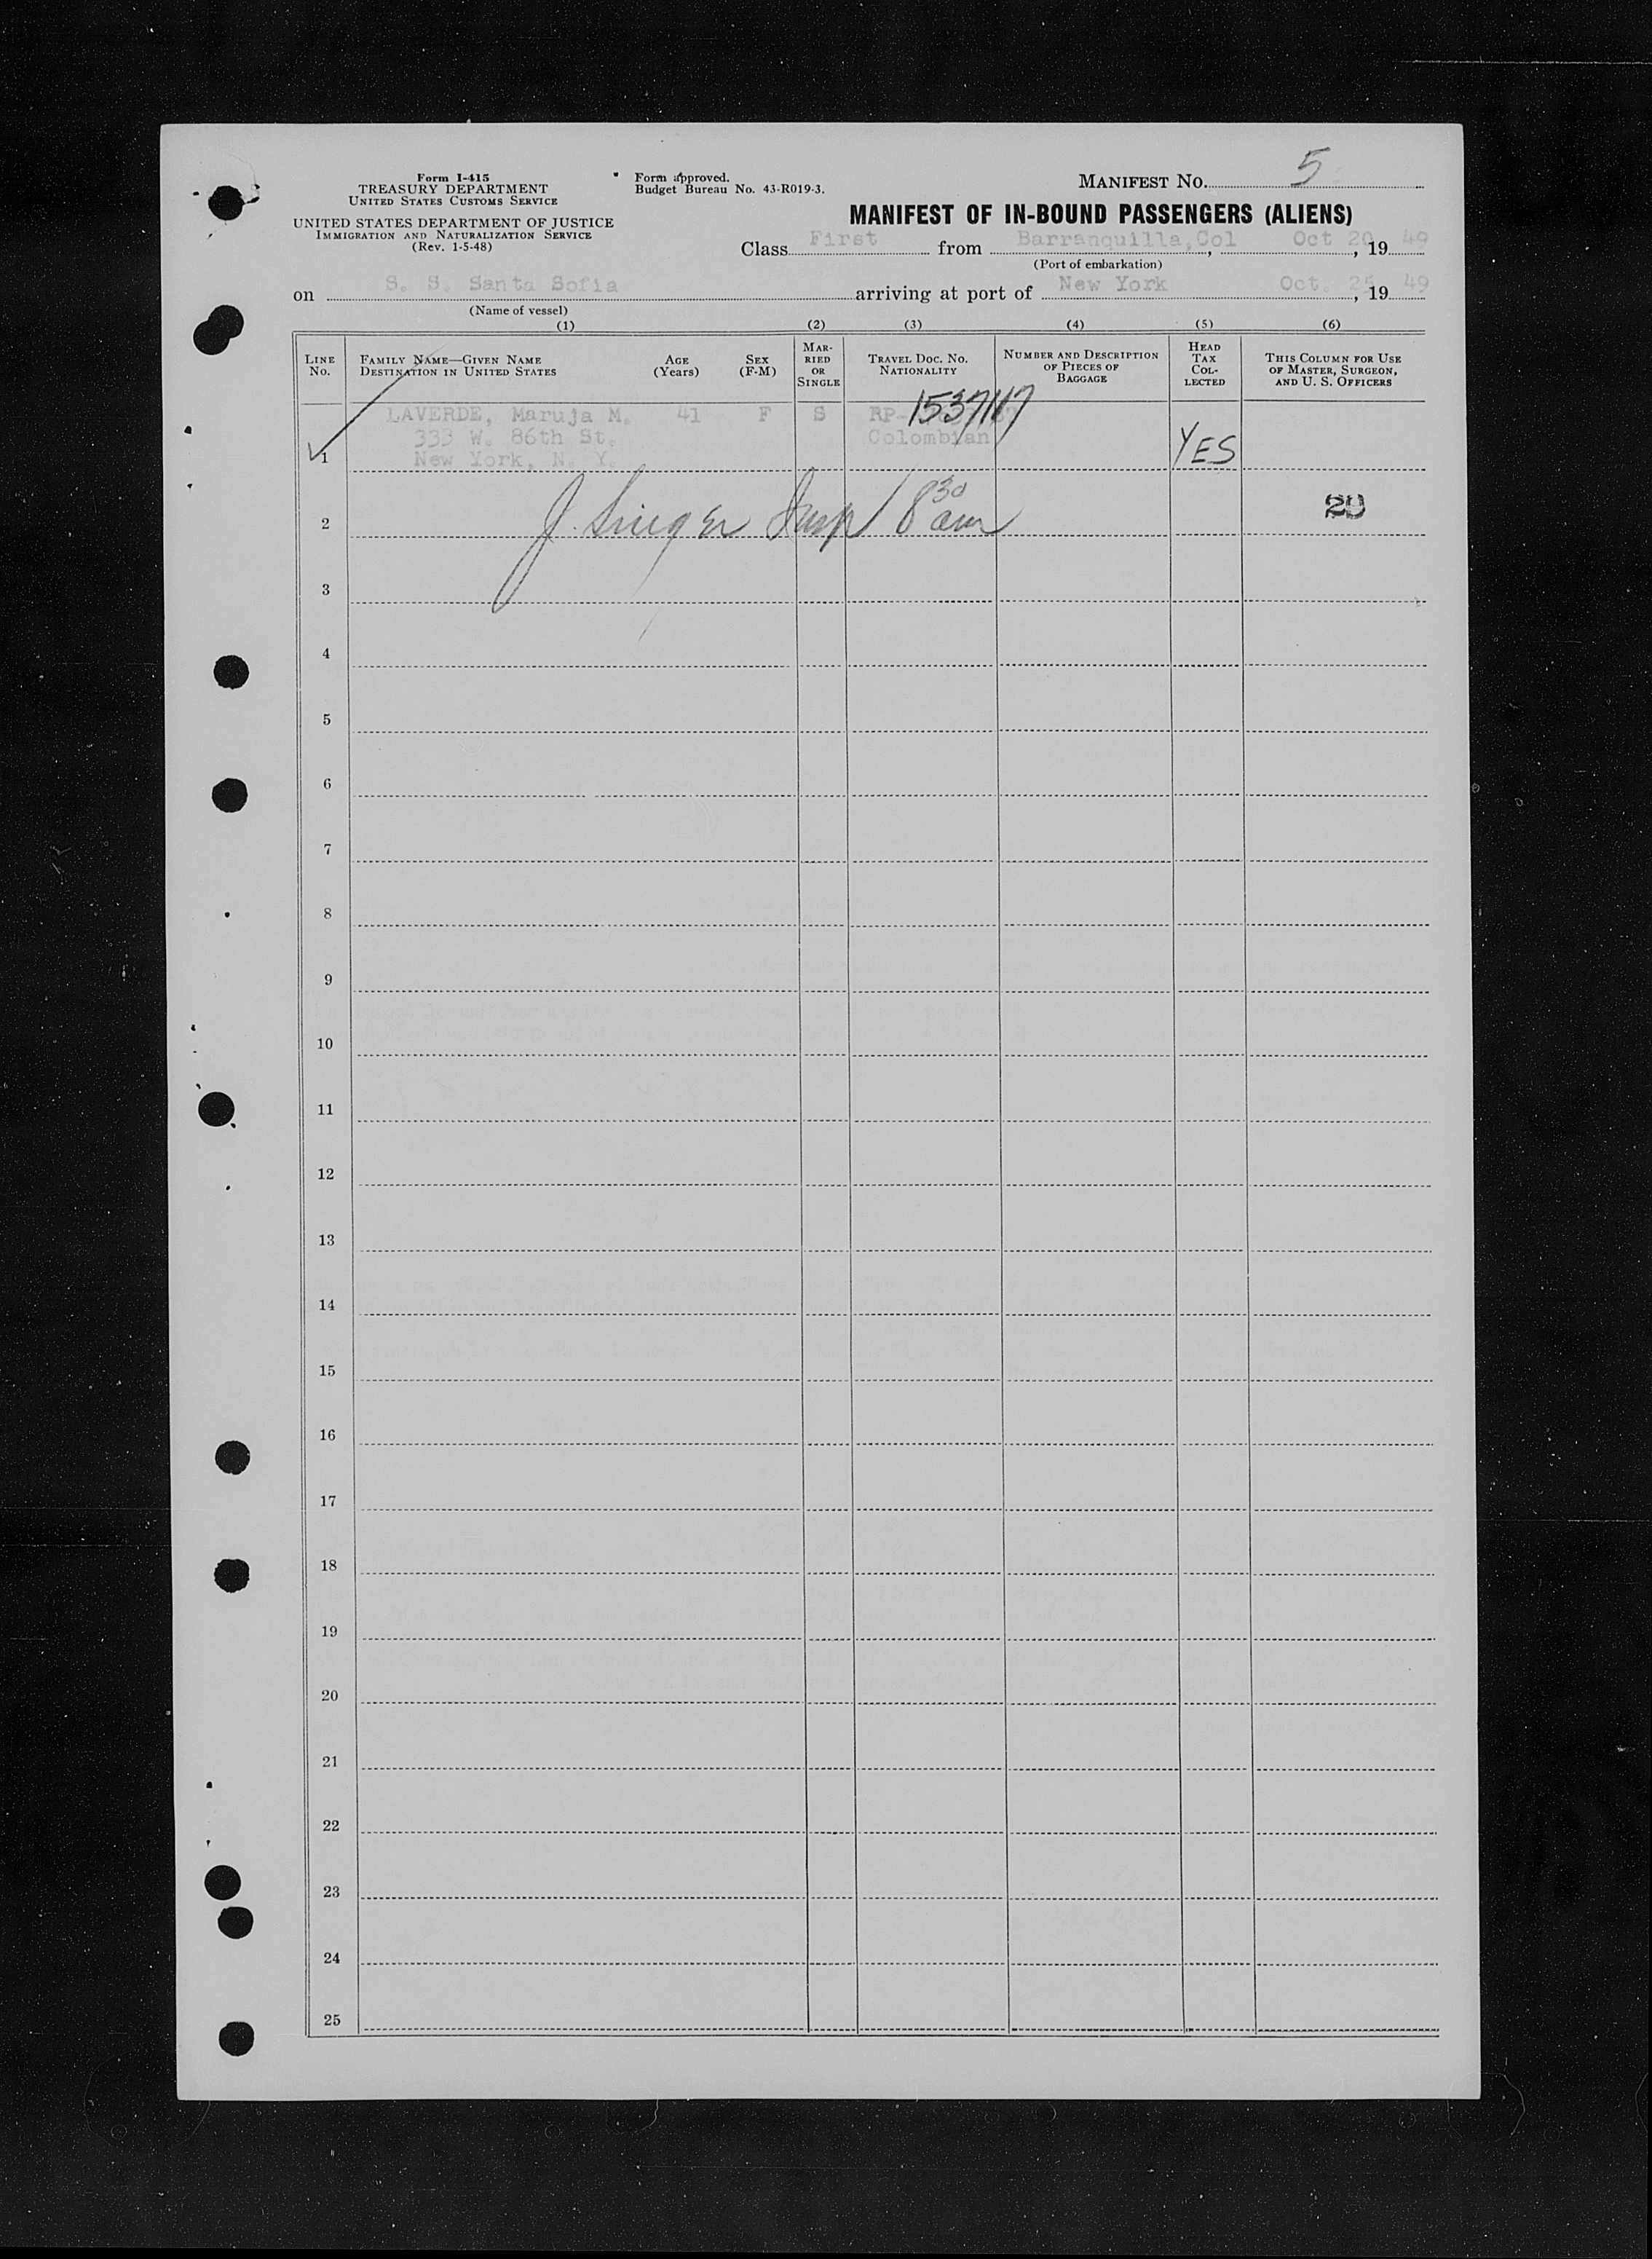 Form I-415
TREASURY DEPARTMENT
UNITED STATES CUSTOMS SERVICE
UNITED STATES DEPARTMENT OF JUSTICE
IMMIGRATION AND NATURALIZATION SERVICE
(Rev. 1-5-48)
Form approved.
Budget Bureau No. 43-R019-3.
MANIFEST NO. 5
MANIFEST OF IN-BOUND PASSENGERS (ALIENS)
Class First from Barranquilla, Col, Oct 20, 19 49
(Port of embarkation)
on S. S. Santa Sofia arriving at port of New York Oct. 25, 19 49
(Name of vessel)
(1) (2) (3) (4) (5) (6)
LINE NO.
FAMILY NAME—GIVEN NAME
DESTINATION IN UNITED STATES
AGE (Years)
SEX (F-M)
MARRIED OR SINGLE
TRAVEL DOC. NO.
NATIONALITY
NUMBER AND DESCRIPTION OF PIECES OF BAGGAGE
HEAD TAX COLLECTED
THIS COLUMN FOR USE OF MASTER, SURGEON, AND U. S. OFFICERS
LAVERDE, Maruja M. 41 F S RP- 
333 W. 86th St. Colombian YES
1 New York, N. Y.
2 J. Singer Insp 8 30 am
3
4
5
6
7
8
9
10
11
12
13
14
15
16
17
18
19
20
21
22
23
24
25